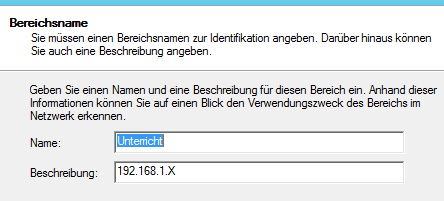 Bereichsname
Sie müssen einen Bereichsnamen zur Identifikation angeben. Darüber hinaus können
Sie auch eine Beschreibung angeben.
Geben Sie einen Namen und eine Beschreibung für diesen Bereich ein. Anhand dieser
Informationen können Sie auf einen Blick den Verwendungszweck des Bereichs im
Netzwerk erkennen.
Name: Unterricht
Beschreibung: 192.168.1.X